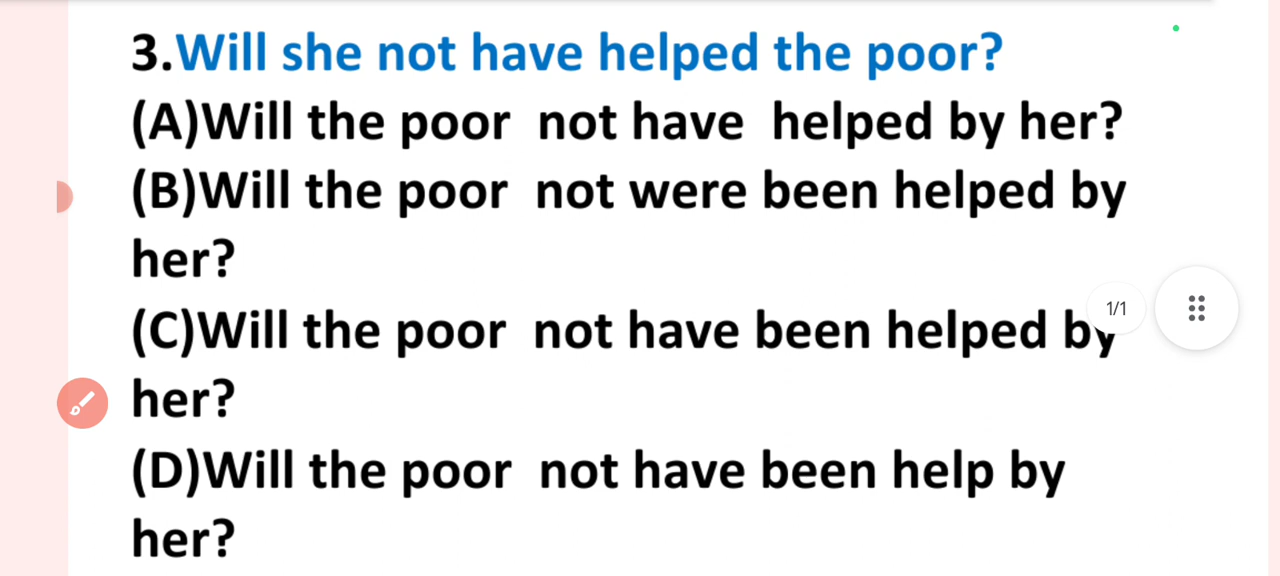 3.Will she not have helped the poor?
(A)Will the poor not have helped by her?
(B)Will the poor not were been helped by
her?
(C)Will the poor not have been helped by
1/1
her?
(D)Will the poor not have been help by
her?